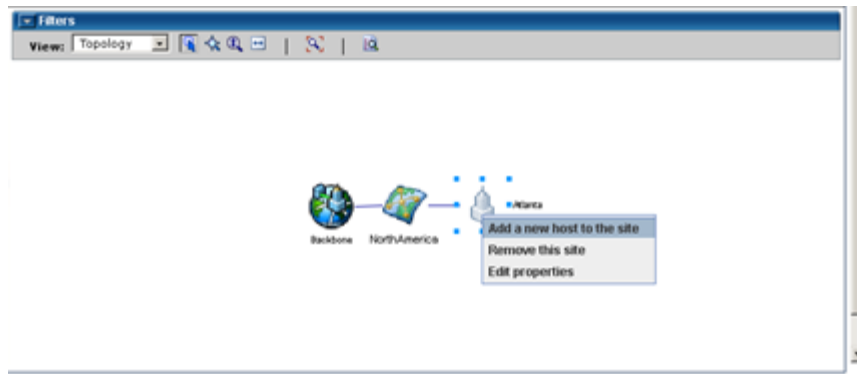 Filters
View: Topology
Atlanta
Add a new host to the site
Backbone
NorthAmerica
Remove this site
Edit properties